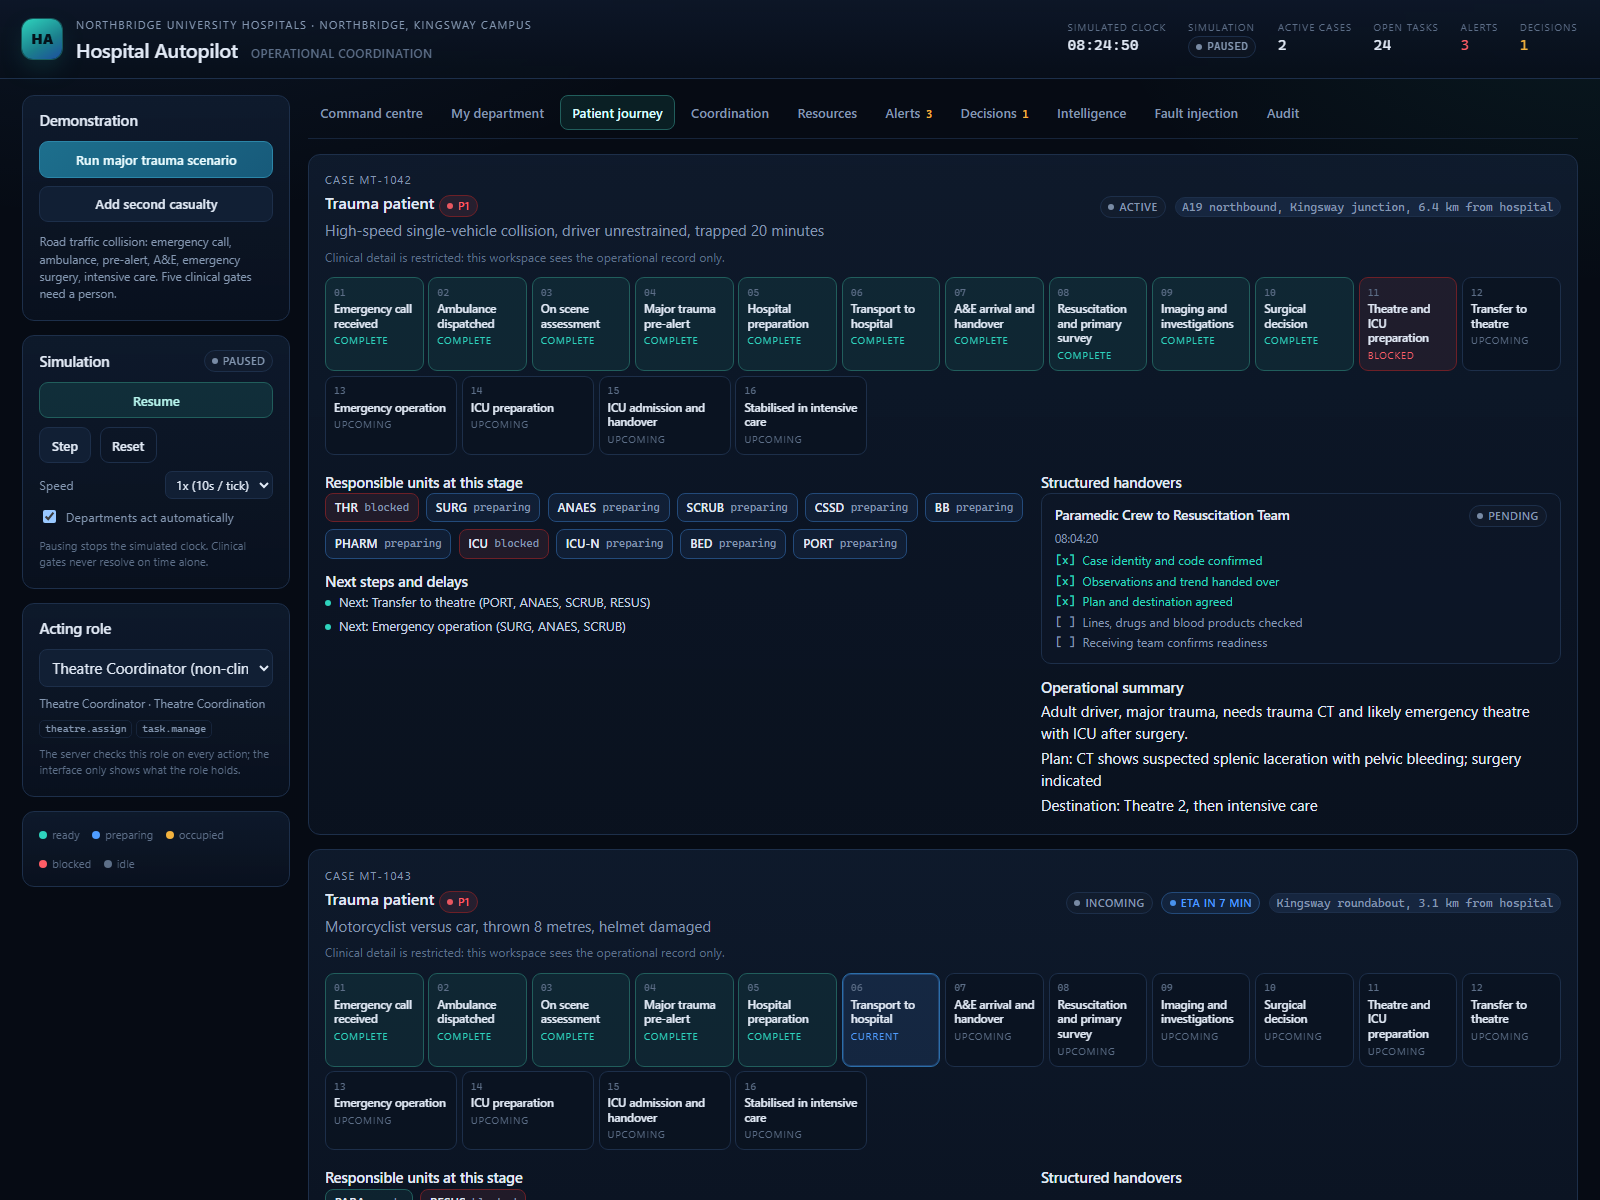 HA
NORTHBRIDGE UNIVERSITY HOSPITALS · NORTHBRIDGE, KINGSWAY CAMPUS
Hospital Autopilot OPERATIONAL COORDINATION
SIMULATED CLOCK
08:24:50
SIMULATION
PAUSED
ACTIVE CASES
2
OPEN TASKS
24
ALERTS
3
DECISIONS
1
Demonstration
Run major trauma scenario
Add second casualty
Road traffic collision: emergency call,
ambulance, pre-alert, A&E, emergency
surgery, intensive care. Five clinical gates
need a person.
Simulation PAUSED
Resume
Step Reset
Speed 1x (10s / tick)
Departments act automatically
Pausing stops the simulated clock. Clinical
gates never resolve on time alone.
Acting role
Theatre Coordinator (non-clin
Theatre Coordinator · Theatre Coordination
theatre.assign task.manage
The server checks this role on every action; the
interface only shows what the role holds.
ready preparing occupied
blocked idle
Command centre My department Patient journey Coordination Resources Alerts 3 Decisions 1 Intelligence Fault injection Audit
CASE MT-1042
Trauma patient P1
ACTIVE A19 northbound, Kingsway junction, 6.4 km from hospital
High-speed single-vehicle collision, driver unrestrained, trapped 20 minutes
Clinical detail is restricted: this workspace sees the operational record only.
01
Emergency call
received
COMPLETE
02
Ambulance
dispatched
COMPLETE
03
On scene
assessment
COMPLETE
04
Major trauma
pre-alert
COMPLETE
05
Hospital
preparation
COMPLETE
06
Transport to
hospital
COMPLETE
07
A&E arrival and
handover
COMPLETE
08
Resuscitation
and primary
survey
COMPLETE
09
Imaging and
investigations
COMPLETE
10
Surgical
decision
COMPLETE
11
Theatre and
ICU
preparation
BLOCKED
12
Transfer to
theatre
UPCOMING
13
Emergency operation
UPCOMING
14
ICU preparation
UPCOMING
15
ICU admission and
handover
UPCOMING
16
Stabilised in intensive
care
UPCOMING
Responsible units at this stage
THR blocked SURG preparing ANAES preparing SCRUB preparing CSSD preparing BB preparing
PHARM preparing ICU blocked ICU-N preparing BED preparing PORT preparing
Next steps and delays
Next: Transfer to theatre (PORT, ANAES, SCRUB, RESUS)
Next: Emergency operation (SURG, ANAES, SCRUB)
Structured handovers
Paramedic Crew to Resuscitation Team PENDING
08:04:20
[x] Case identity and code confirmed
[x] Observations and trend handed over
[x] Plan and destination agreed
[ ] Lines, drugs and blood products checked
[ ] Receiving team confirms readiness
Operational summary
Adult driver, major trauma, needs trauma CT and likely emergency theatre
with ICU after surgery.
Plan: CT shows suspected splenic laceration with pelvic bleeding; surgery
indicated
Destination: Theatre 2, then intensive care
CASE MT-1043
Trauma patient P1
INCOMING ETA IN 7 MIN Kingsway roundabout, 3.1 km from hospital
Motorcyclist versus car, thrown 8 metres, helmet damaged
Clinical detail is restricted: this workspace sees the operational record only.
01
Emergency call
received
COMPLETE
02
Ambulance
dispatched
COMPLETE
03
On scene
assessment
COMPLETE
04
Major trauma
pre-alert
COMPLETE
05
Hospital
preparation
COMPLETE
06
Transport to
hospital
CURRENT
07
A&E arrival and
handover
UPCOMING
08
Resuscitation
and primary
survey
UPCOMING
09
Imaging and
investigations
UPCOMING
10
Surgical
decision
UPCOMING
11
Theatre and
ICU
preparation
UPCOMING
12
Transfer to
theatre
UPCOMING
13
Emergency operation
UPCOMING
14
ICU preparation
UPCOMING
15
ICU admission and
handover
UPCOMING
16
Stabilised in intensive
care
UPCOMING
Responsible units at this stage
Structured handovers